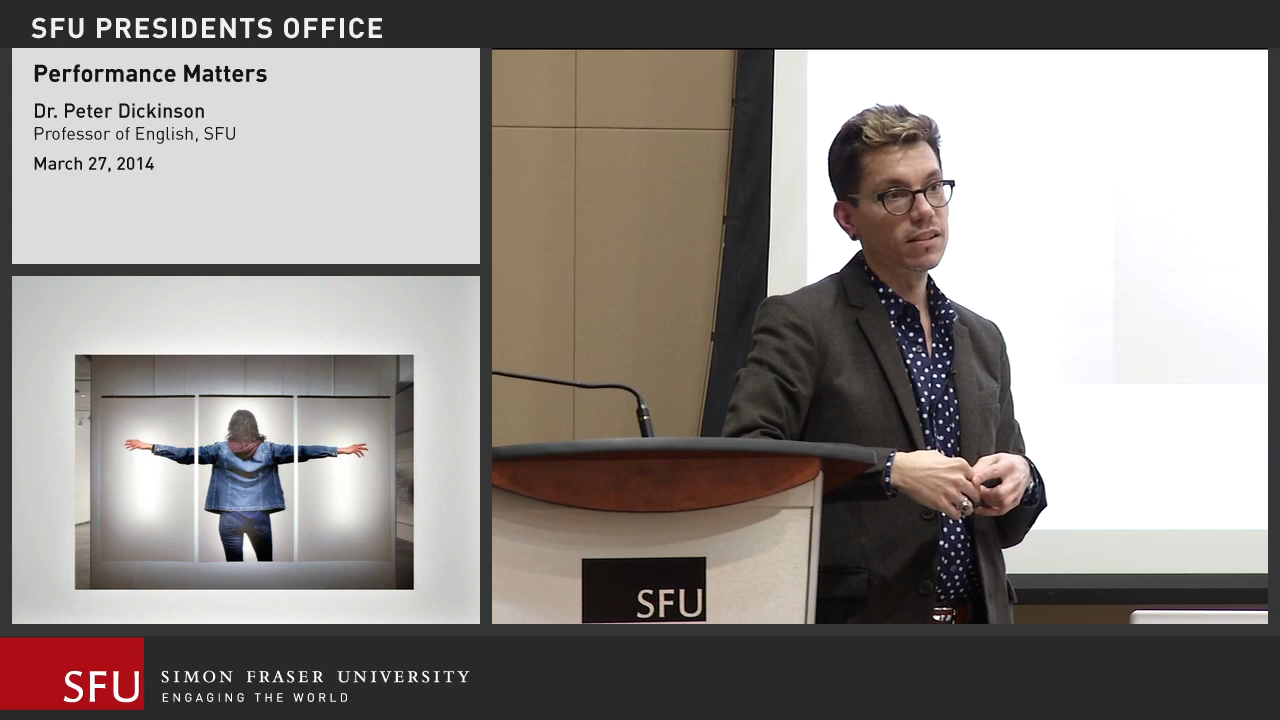 SFU PRESIDENTS OFFICE
Performance Matters
Dr. Peter Dickinson
Professor of English, SFU
March 27, 2014
SFU
SFU
SIMON FRASER UNIVERSITY
ENGAGING THE WORLD